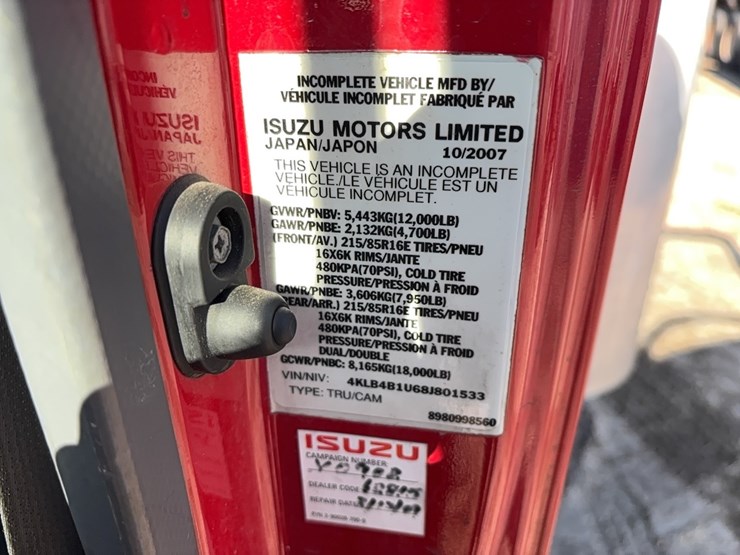 INCOMPLETE VEHICLE MFD BY/
VÉHICULE INCOMPLET FABRIQUÉ PAR
ISUZU MOTORS LIMITED
JAPAN/JAPON 10/2007
THIS VEHICLE IS AN INCOMPLETE
VEHICLE./LE VÉHICULE EST UN
VÉHICULE INCOMPLET.
GVWR/PNBV: 5,443KG(12,000LB)
GAWR/PNBE: 2,132KG(4,700LB)
(FRONT/AV.) 215/85R16E TIRES/PNEU
16X6K RIMS/JANTE
480KPA(70PSI), COLD TIRE
PRESSURE/PRESSION À FROID
GAWR/PNBE: 3,606KG(7,950LB)
(REAR/ARR.) 215/85R16E TIRES/PNEU
16X6K RIMS/JANTE
480KPA(70PSI), COLD TIRE
PRESSURE/PRESSION À FROID
DUAL/DOUBLE
GCWR/PNBC: 8,165KG(18,000LB)
VIN/NIV: 4KLB4B1U68J801533
TYPE: TRU/CAM
8980998560
ISUZU
CAMPAIGN NUMBER:
DEALER CODE
REPAIR DATE